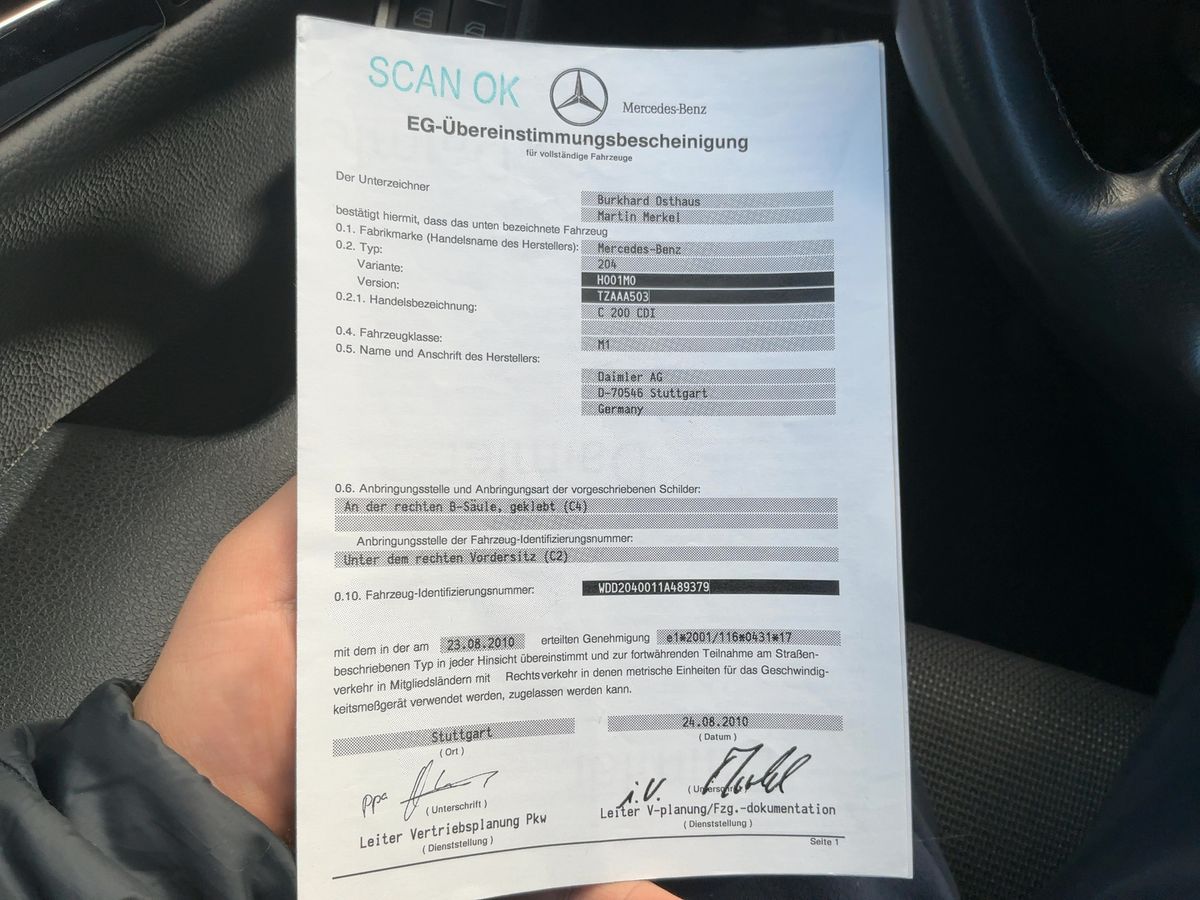 SCAN OK
Mercedes-Benz
EG-Übereinstimmungsbescheinigung
für vollständige Fahrzeuge
Der Unterzeichner
Burkhard Osthaus
Martin Merkel
bestätigt hiermit, dass das unten bezeichnete Fahrzeug
0.1. Fabrikmarke (Handelsname des Herstellers): Mercedes-Benz
0.2. Typ: 204
Variante: H001M0
Version: TZAAA503
0.2.1. Handelsbezeichnung: C 200 CDI
0.4. Fahrzeugklasse: M1
0.5. Name und Anschrift des Herstellers:
Daimler AG
D-70546 Stuttgart
Germany
0.6. Anbringungsstelle und Anbringungsart der vorgeschriebenen Schilder:
An der rechten B-Säule, geklebt (C4)
Anbringungsstelle der Fahrzeug-Identifizierungsnummer:
Unter dem rechten Vordersitz (C2)
0.10. Fahrzeug-Identifizierungsnummer: WDD2040011A489379
mit dem in der am 23.08.2010 erteilten Genehmigung e1*2001/116*0431*17
beschriebenen Typ in jeder Hinsicht übereinstimmt und zur fortwährenden Teilnahme am Straßen-
verkehr in Mitgliedsländern mit Rechtsverkehr in denen metrische Einheiten für das Geschwindig-
keitsmeßgerät verwendet werden, zugelassen werden kann.
Stuttgart 24.08.2010
(Ort) (Datum)
ppa i.V.
(Unterschrift) (Unterschrift)
Leiter Vertriebsplanung Pkw Leiter V-planung/Fzg.-dokumentation
(Dienststellung) (Dienststellung)
Seite 1